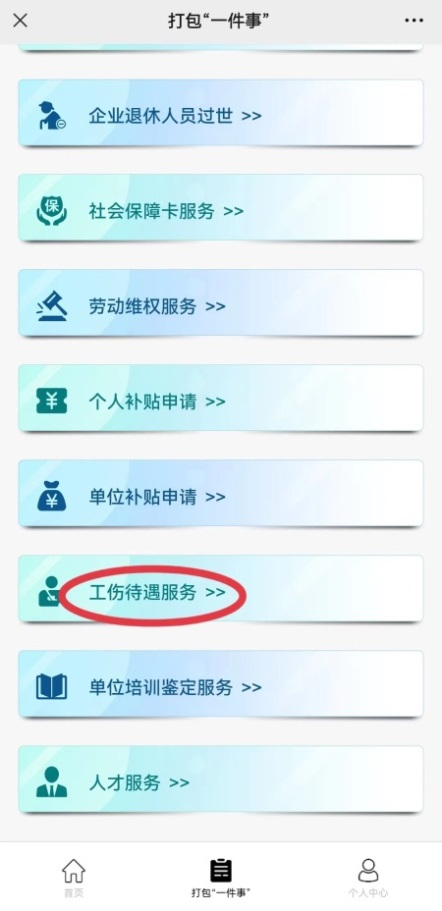 打包“一件事”
企业退休人员过世 >>
保
社会保障卡服务 >>
劳动维权服务 >>
¥
个人补贴申请 >>
¥
单位补贴申请 >>
工伤待遇服务 >>
单位培训鉴定服务 >>
人才服务 >>
首页
打包“一件事”
个人中心